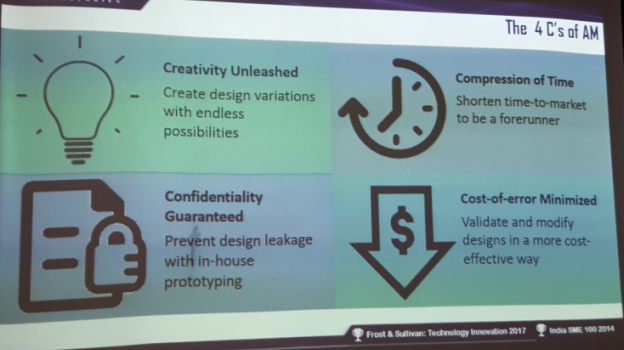 The 4 C's of AM
Creativity Unleashed
Create design variations
with endless
possibilities
Compression of Time
Shorten time-to-market
to be a forerunner
Confidentiality
Guaranteed
Prevent design leakage
with in-house
prototyping
Cost-of-error Minimized
Validate and modify
designs in a more cost-
effective way
$
Frost & Sullivan: Technology Innovation 2017
India SME 100 2014